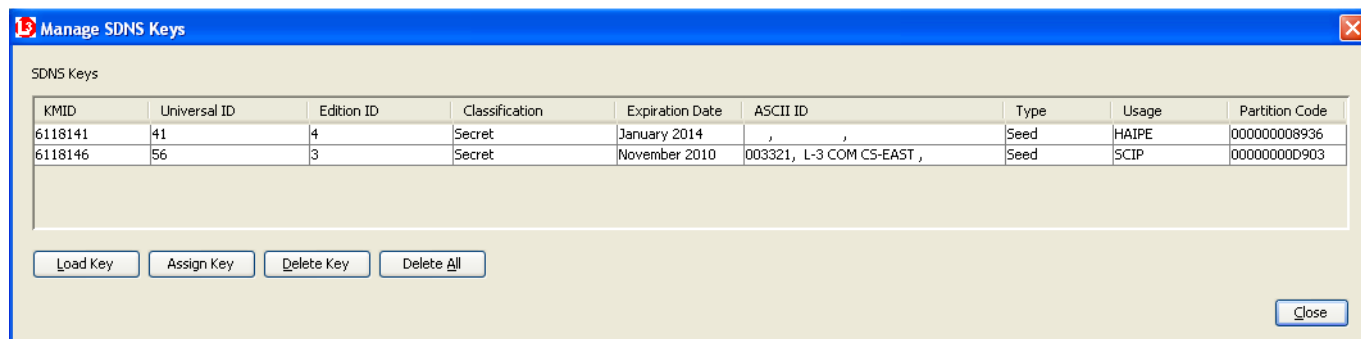 L3 Manage SDNS Keys
SDNS Keys
KMID Universal ID Edition ID Classification Expiration Date ASCII ID Type Usage Partition Code
6118141 41 4 Secret January 2014 , , Seed HAIPE 000000008936
6118146 56 3 Secret November 2010 003321, L-3 COM CS-EAST , Seed SCIP 00000000D903
Load Key Assign Key Delete Key Delete All
Close